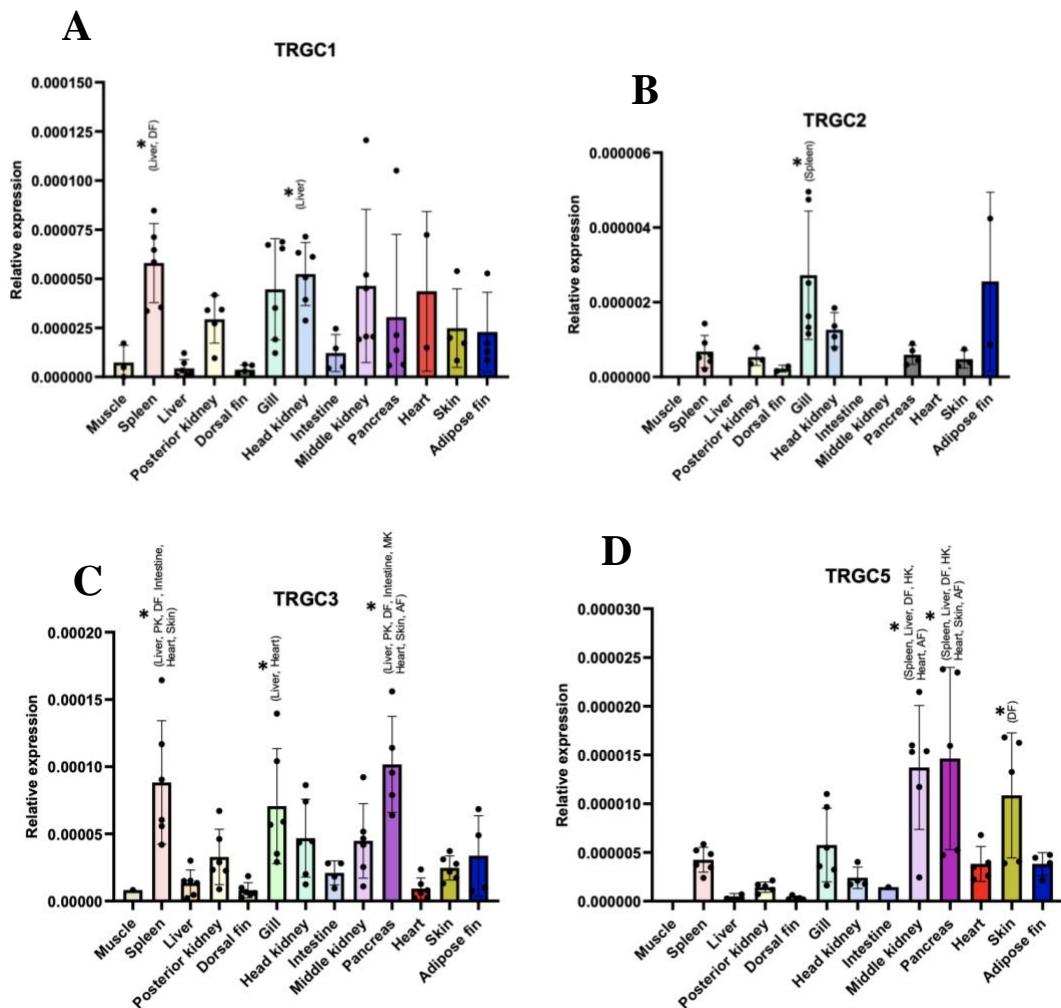 A
TRGC1
Relative expression
0.000150
0.000125
0.000100
0.000075
0.000050
0.000025
0.000000
*
(Liver, DF)
*
(Liver)
Muscle
Spleen
Liver
Posterior kidney
Dorsal fin
Gill
Head kidney
Intestine
Middle kidney
Pancreas
Heart
Skin
Adipose fin
B
TRGC2
Relative expression
0.000006
0.000004
0.000002
0.000000
*
(Spleen)
Muscle
Spleen
Liver
Posterior kidney
Dorsal fin
Gill
Head kidney
Intestine
Middle kidney
Pancreas
Heart
Skin
Adipose fin
C
TRGC3
Relative expression
0.00020
0.00015
0.00010
0.00005
0.00000
*
(Liver, PK, DF, Intestine,
Heart, Skin)
*
(Liver, Heart)
*
(Liver, PK, DF, Intestine, MK
Heart, Skin, AF)
Muscle
Spleen
Liver
Posterior kidney
Dorsal fin
Gill
Head kidney
Intestine
Middle kidney
Pancreas
Heart
Skin
Adipose fin
D
TRGC5
Relative expression
0.000030
0.000025
0.000020
0.000015
0.000010
0.000005
0.000000
*
(Spleen, Liver, DF, HK,
Heart, AF)
*
(Spleen, Liver, DF, HK,
Heart, Skin, AF)
*
(DF)
Muscle
Spleen
Liver
Posterior kidney
Dorsal fin
Gill
Head kidney
Intestine
Middle kidney
Pancreas
Heart
Skin
Adipose fin